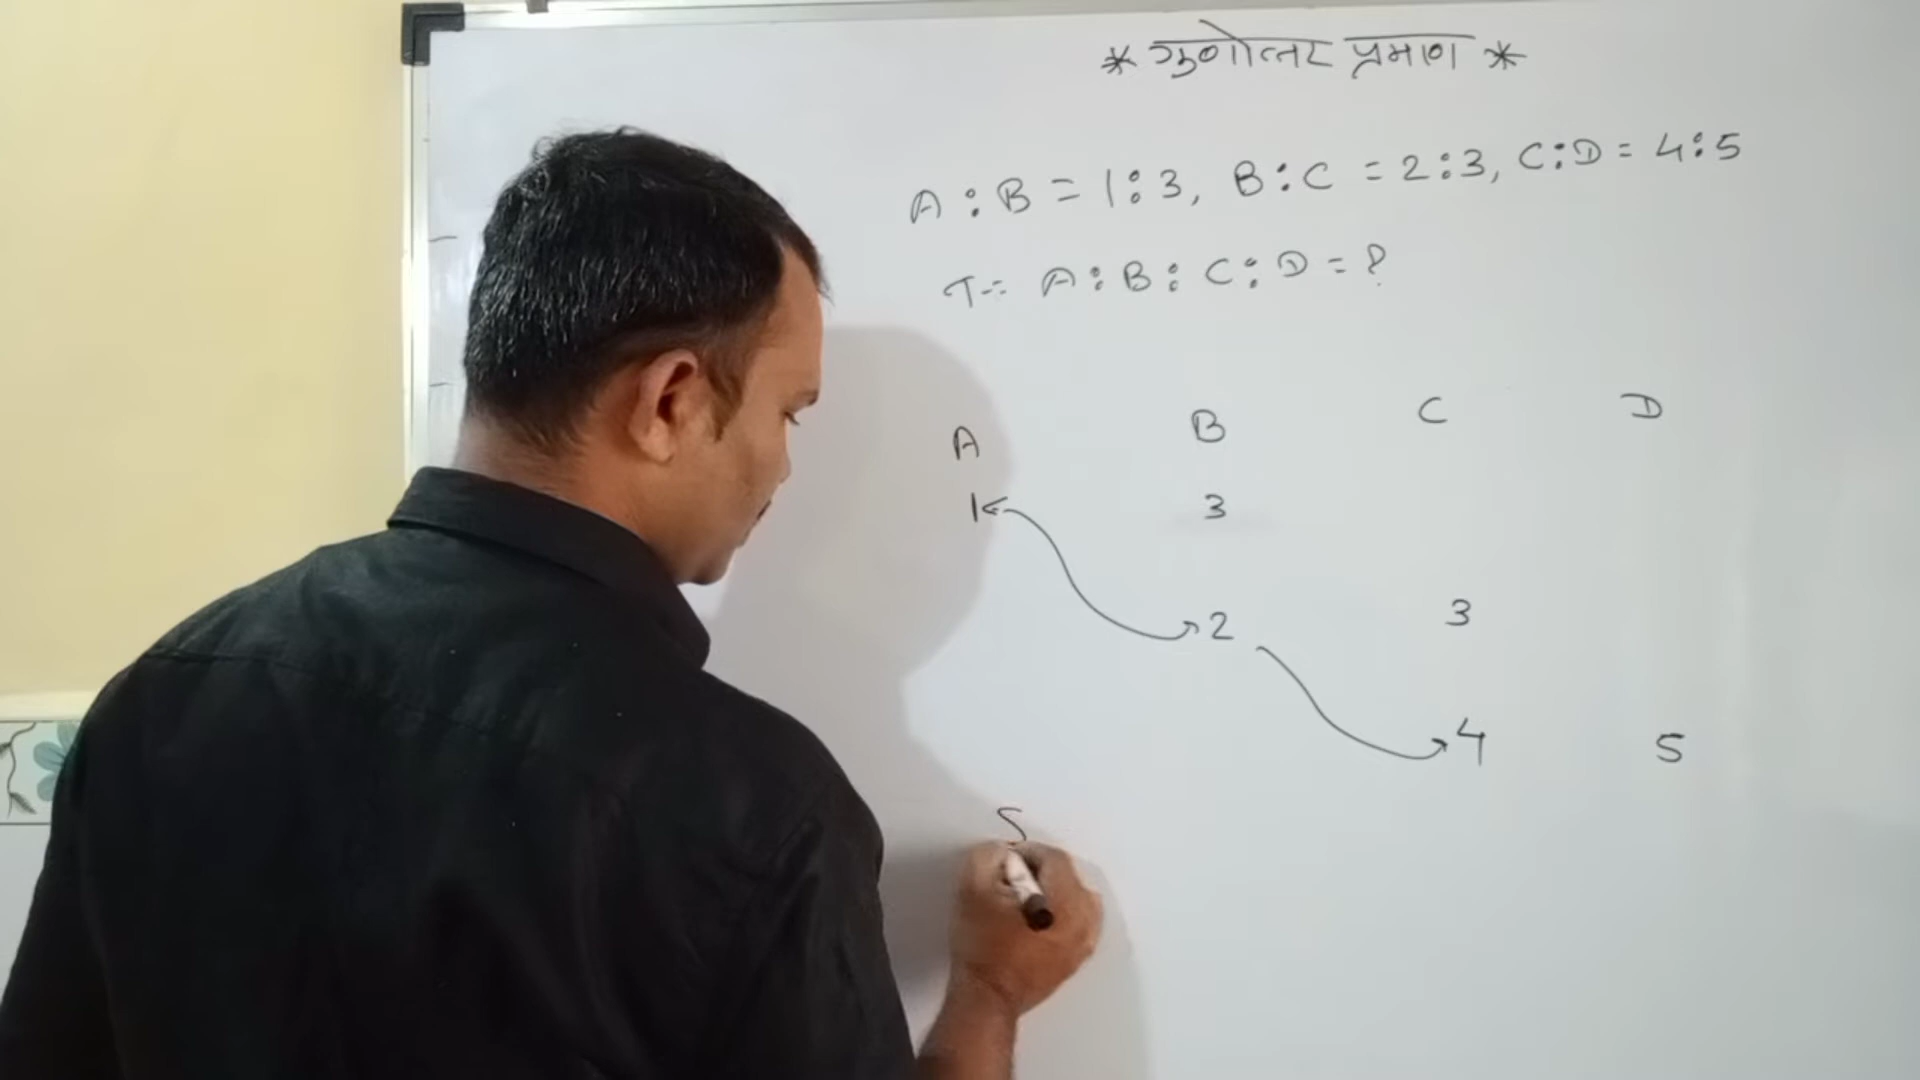 * गुणोत्तर प्रमाण *
A : B = 1 : 3, B : C = 2 : 3, C : D = 4 : 5
A : B : C : D = ?
A B C D
1 3
2 3
4 5